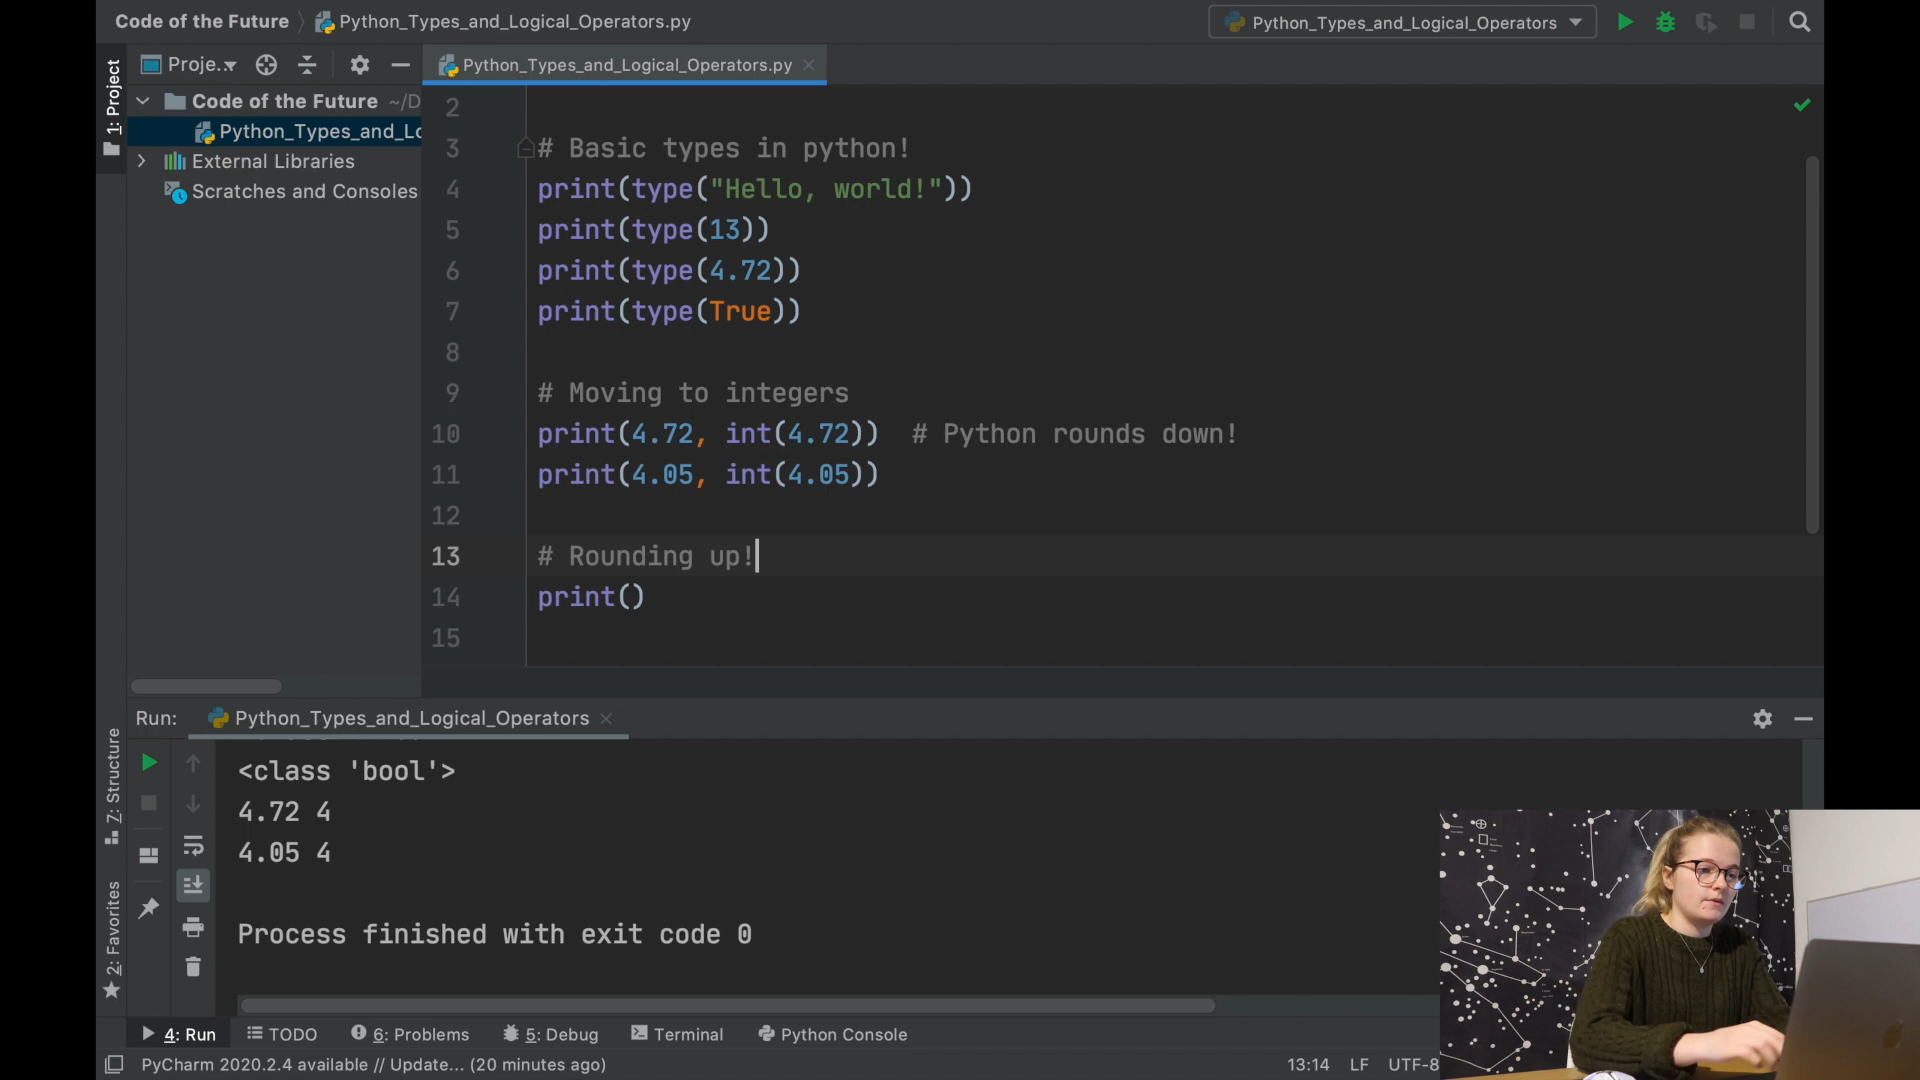 Code of the Future
Python_Types_and_Logical_Operators.py
Python_Types_and_Logical_Operators
Proje...
Python_Types_and_Logical_Operators.py
1: Project
Code of the Future ~/D
Python_Types_and_Lo
External Libraries
Scratches and Consoles
2
3 # Basic types in python!
4 print(type("Hello, world!"))
5 print(type(13))
6 print(type(4.72))
7 print(type(True))
8
9 # Moving to integers
10 print(4.72, int(4.72)) # Python rounds down!
11 print(4.05, int(4.05))
12
13 # Rounding up!
14 print()
15
Run: Python_Types_and_Logical_Operators
<class 'bool'>
4.72 4
4.05 4
Process finished with exit code 0
7: Structure
2: Favorites
4: Run
TODO
6: Problems
5: Debug
Terminal
Python Console
PyCharm 2020.2.4 available // Update... (20 minutes ago)
13:14 LF UTF-8